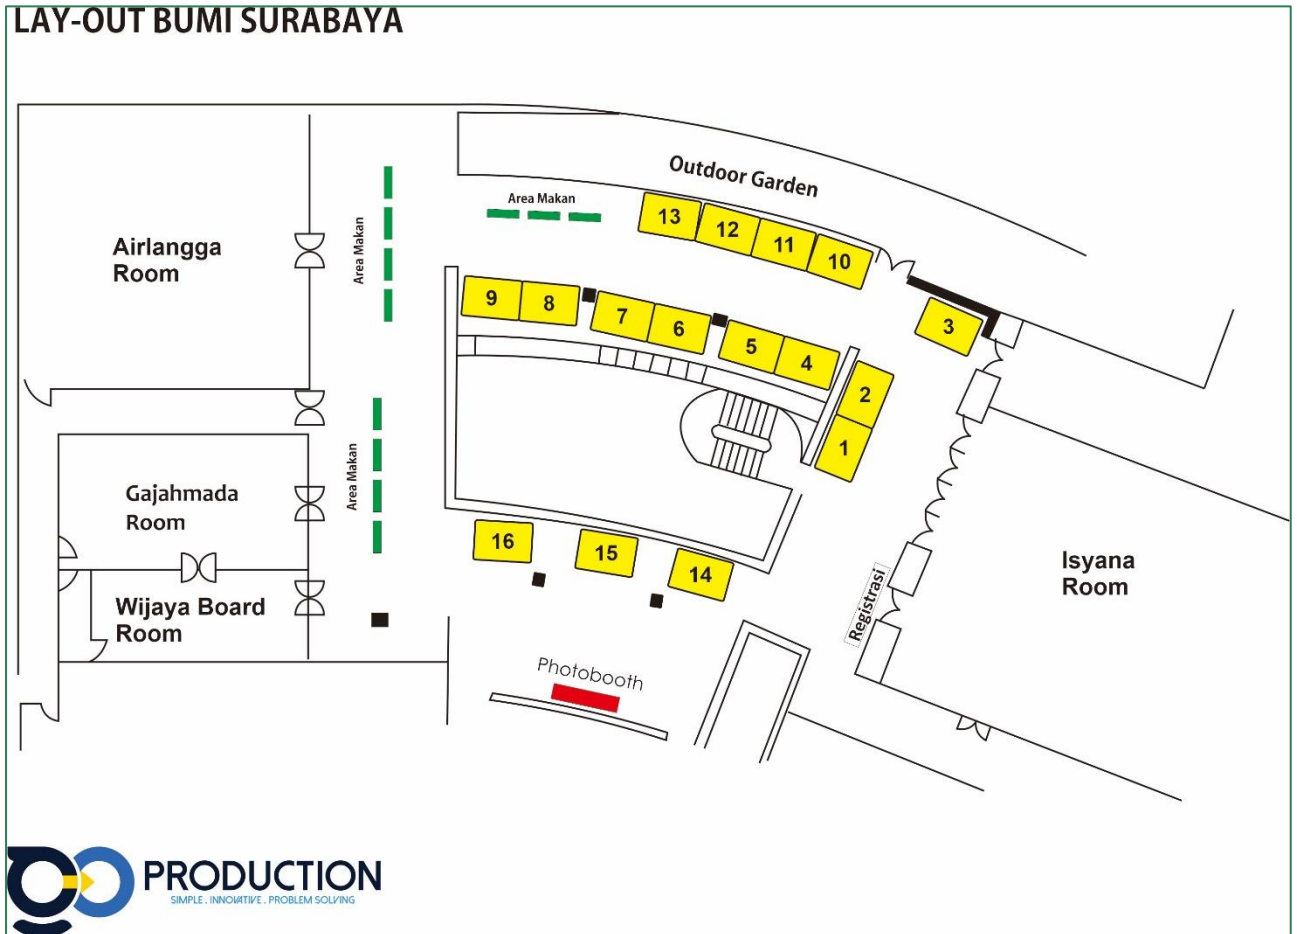 LAY-OUT BUMI SURABAYA
Outdoor Garden
Area Makan
13
12
11
10
Airlangga
Room
Area Makan
9
8
7
6
5
4
3
2
1
Area Makan
Gajahmada
Room
16
15
14
Isyana
Room
Wijaya Board
Room
Registrasi
Photobooth
go PRODUCTION
SIMPLE . INNOVATIVE . PROBLEM SOLVING